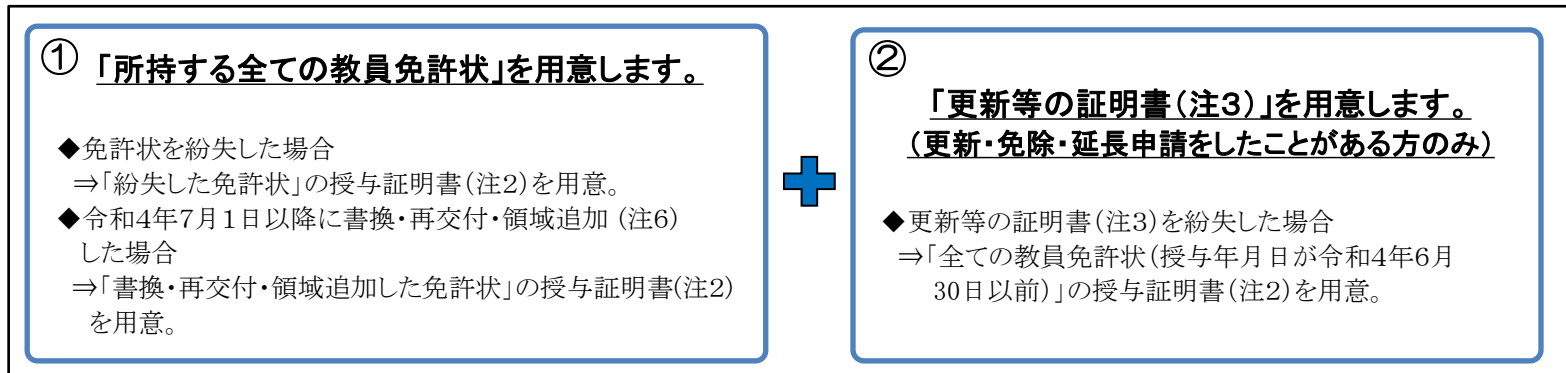 ①
「所持する全ての教員免許状」を用意します。
◆免許状を紛失した場合
⇒「紛失した免許状」の授与証明書(注2)を用意。
◆令和4年7月1日以降に書換・再交付・領域追加 (注6)
した場合
⇒「書換・再交付・領域追加した免許状」の授与証明書(注2)
を用意。
②
「更新等の証明書(注3)」を用意します。
(更新・免除・延長申請をしたことがある方のみ)
◆更新等の証明書(注3)を紛失した場合
⇒「全ての教員免許状(授与年月日が令和4年6月
30日以前)」の授与証明書(注2)を用意。